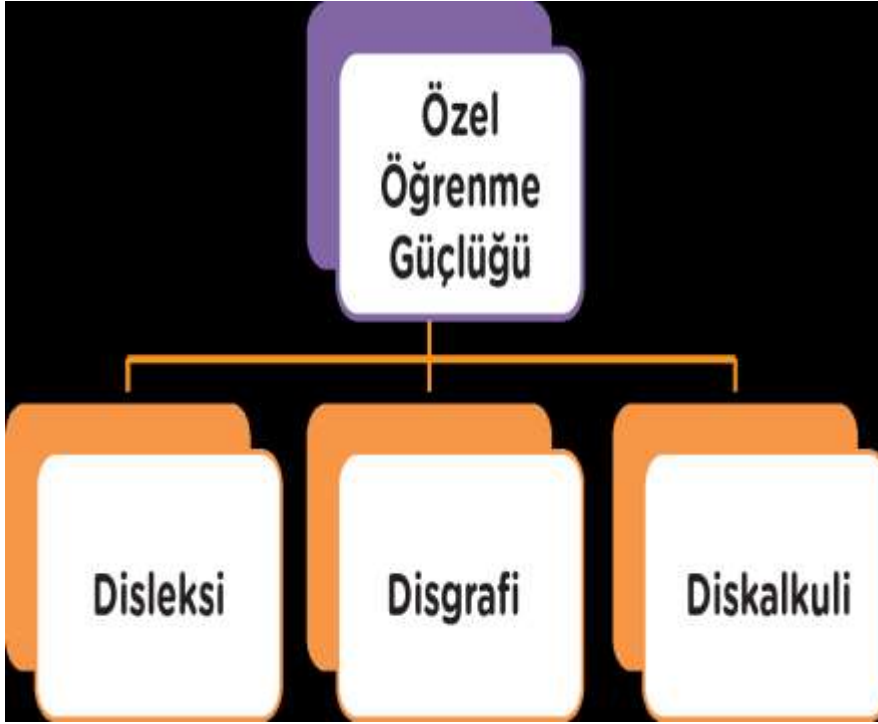 Özel
Öğrenme
Güçlüğü
Disleksi
Disgrafi
Diskalkuli